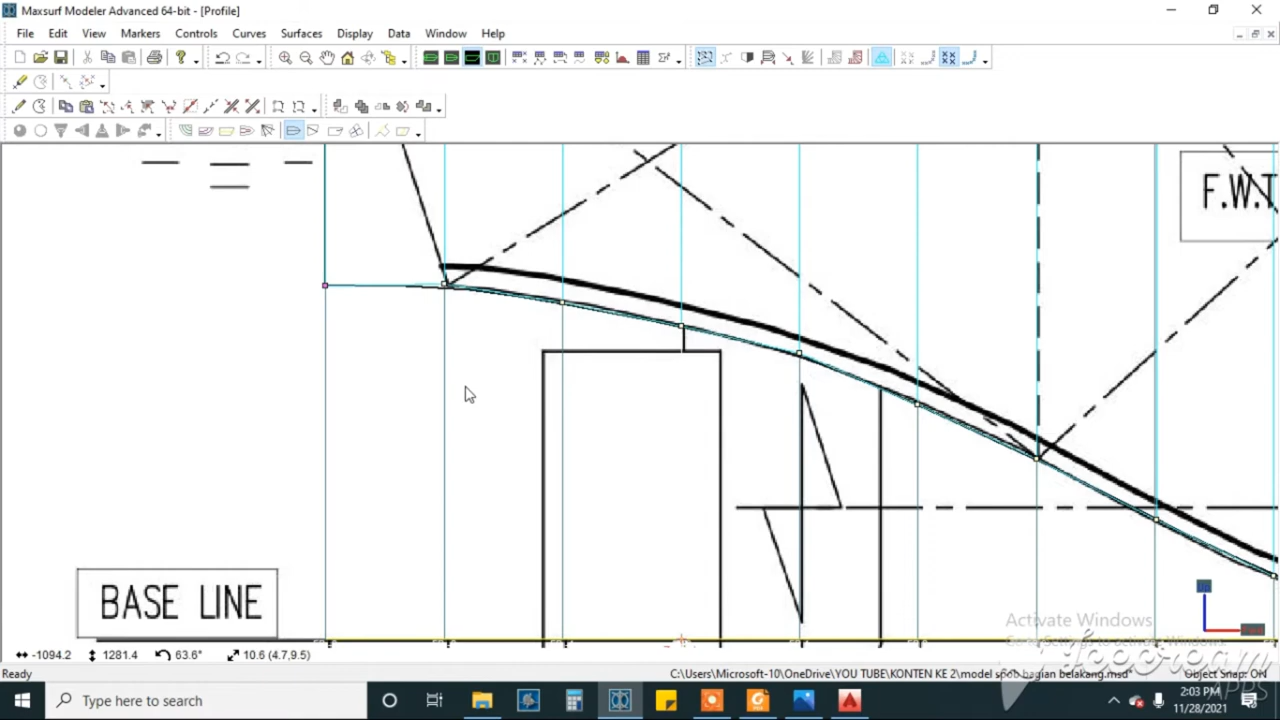 Maxsurf Modeler Advanced 64-bit - [Profile]
File Edit View Markers Controls Curves Surfaces Display Data Window Help
F.W.T
BASE LINE
Activate Windows
-1094.2 1281.4 63.6° 10.6 (4.7,9.5)
Ready C:\Users\Microsoft-10\OneDrive\YOU TUBE\KONTEN KE 2\model spob bagian belakang.msd* Object Snap: ON
Icecream
APPS
Type here to search
2:03 PM
11/28/2021